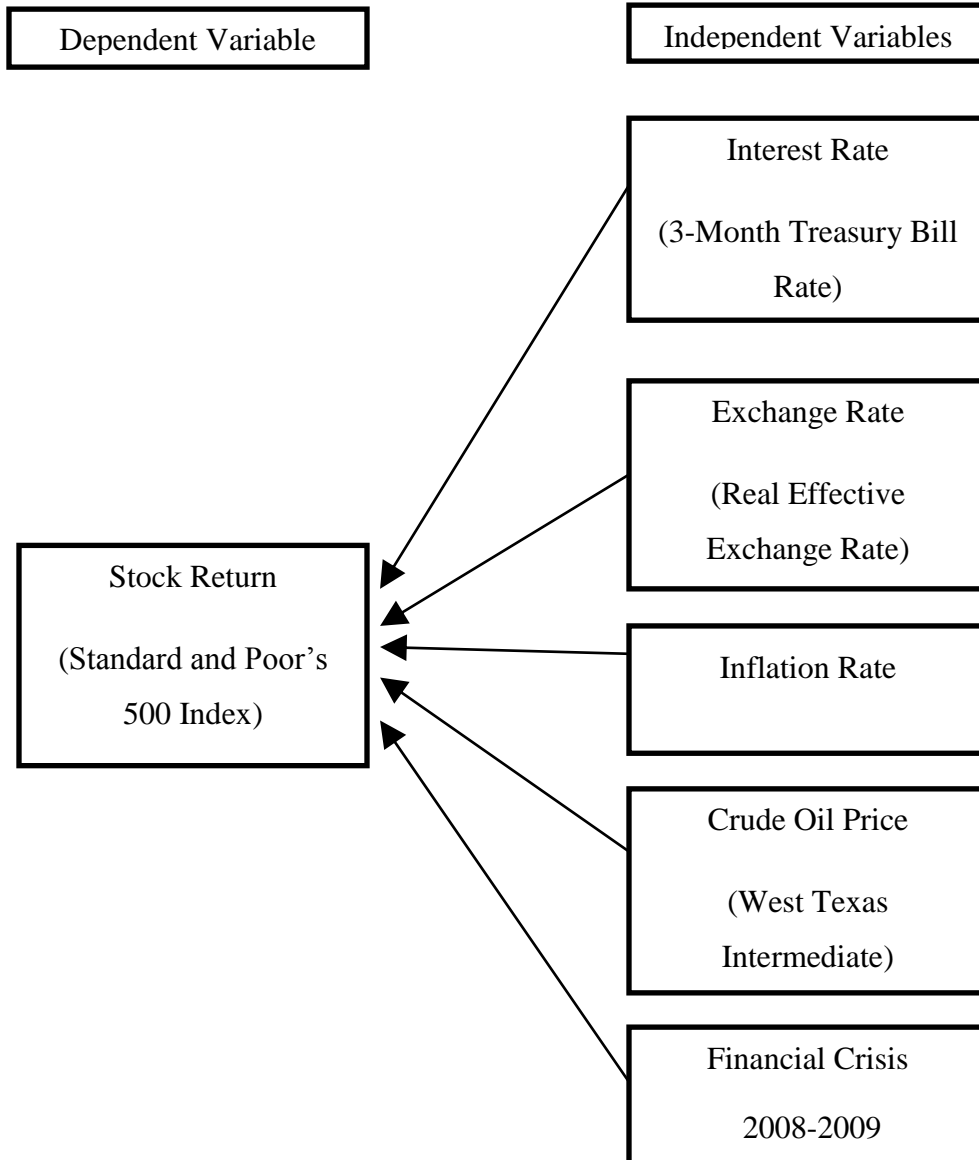 Dependent Variable
Independent Variables
Interest Rate
(3-Month Treasury Bill
Rate)
Exchange Rate
(Real Effective
Exchange Rate)
Stock Return
(Standard and Poor’s
500 Index)
Inflation Rate
Crude Oil Price
(West Texas
Intermediate)
Financial Crisis
2008-2009